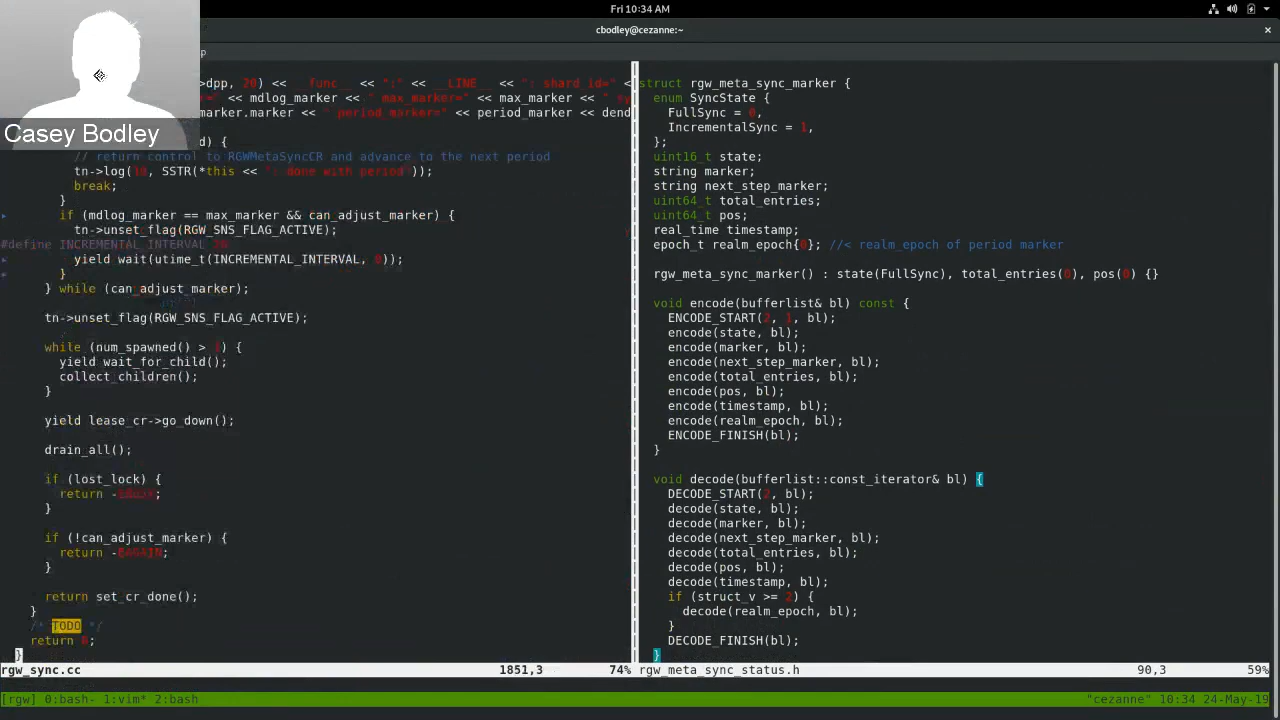 Fri 10:34 AM
cbodley@cezanne:~
Casey Bodley
p
>dpp, 20) << __func__ << ":" << __LINE__ << ": shard_id=" <
" << mdlog_marker << " max_marker=" << max_marker <<
marker.marker << " period_marker=" << period_marker << dend
d) {
// return control to RGWMetaSyncCR and advance to the next period
tn->log(10, SSTR(*this << ": done with period"));
break;
}
if (mdlog_marker == max_marker && can_adjust_marker) {
tn->unset_flag(RGW_SNS_FLAG_ACTIVE);
#define INCREMENTAL_INTERVAL 20
yield wait(utime_t(INCREMENTAL_INTERVAL, 0));
}
} while (can_adjust_marker);
tn->unset_flag(RGW_SNS_FLAG_ACTIVE);
while (num_spawned() > 1) {
yield wait_for_child();
collect_children();
}
yield lease_cr->go_down();
drain_all();
if (lost_lock) {
return -EBUSY;
}
if (!can_adjust_marker) {
return -EAGAIN;
}
return set_cr_done();
}
/* TODO */
return 0;
}
rgw_sync.cc 1851,3 74%
struct rgw_meta_sync_marker {
enum SyncState {
FullSync = 0,
IncrementalSync = 1,
};
uint16_t state;
string marker;
string next_step_marker;
uint64_t total_entries;
uint64_t pos;
real_time timestamp;
epoch_t realm_epoch{0}; //< realm_epoch of period marker
rgw_meta_sync_marker() : state(FullSync), total_entries(0), pos(0) {}
void encode(bufferlist& bl) const {
ENCODE_START(2, 1, bl);
encode(state, bl);
encode(marker, bl);
encode(next_step_marker, bl);
encode(total_entries, bl);
encode(pos, bl);
encode(timestamp, bl);
encode(realm_epoch, bl);
ENCODE_FINISH(bl);
}
void decode(bufferlist::const_iterator& bl) {
DECODE_START(2, bl);
decode(state, bl);
decode(marker, bl);
decode(next_step_marker, bl);
decode(total_entries, bl);
decode(pos, bl);
decode(timestamp, bl);
if (struct_v >= 2) {
decode(realm_epoch, bl);
}
DECODE_FINISH(bl);
}
rgw_meta_sync_status.h 90,3 59%
[rgw] 0:bash- 1:vim* 2:bash "cezanne" 10:34 24-May-19